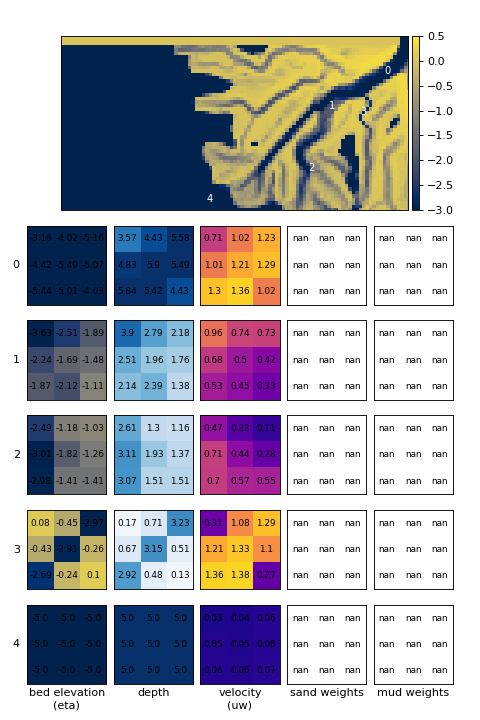 0.5
0.0
−0.5
−1.0
−1.5
−2.0
−2.5
−3.0
0
1
2
4
0
-3.16 -4.02 -5.16 3.57 4.43 5.58 0.71 1.02 1.23 nan nan nan nan nan nan
-4.42 -5.49 -5.07 4.83 5.9 5.49 1.01 1.21 1.29 nan nan nan nan nan nan
-5.44 -5.01 -4.03 5.84 5.42 4.43 1.3 1.36 1.02 nan nan nan nan nan nan
1
-3.63 -2.51 -1.89 3.9 2.79 2.18 0.96 0.74 0.73 nan nan nan nan nan nan
-2.24 -1.69 -1.48 2.51 1.96 1.76 0.68 0.5 0.42 nan nan nan nan nan nan
-1.87 -2.12 -1.11 2.14 2.39 1.38 0.53 0.45 0.33 nan nan nan nan nan nan
2
-2.49 -1.18 -1.03 2.61 1.3 1.16 0.47 0.23 0.11 nan nan nan nan nan nan
-3.01 -1.82 -1.26 3.11 1.93 1.37 0.71 0.44 0.28 nan nan nan nan nan nan
-2.98 -1.41 -1.41 3.07 1.51 1.51 0.7 0.57 0.55 nan nan nan nan nan nan
3
0.08 -0.45 -2.97 0.17 0.71 3.23 0.31 1.08 1.29 nan nan nan nan nan nan
-0.43 -2.91 -0.26 0.67 3.15 0.51 1.21 1.33 1.1 nan nan nan nan nan nan
-2.69 -0.24 0.1 2.92 0.48 0.13 1.36 1.38 0.27 nan nan nan nan nan nan
4
-5.0 -5.0 -5.0 5.0 5.0 5.0 0.03 0.04 0.06 nan nan nan nan nan nan
-5.0 -5.0 -5.0 5.0 5.0 5.0 0.05 0.06 0.06 nan nan nan nan nan nan
-5.0 -5.0 -5.0 5.0 5.0 5.0 0.06 0.06 0.07 nan nan nan nan nan nan
bed elevation depth velocity sand weights mud weights
(eta) (uw)